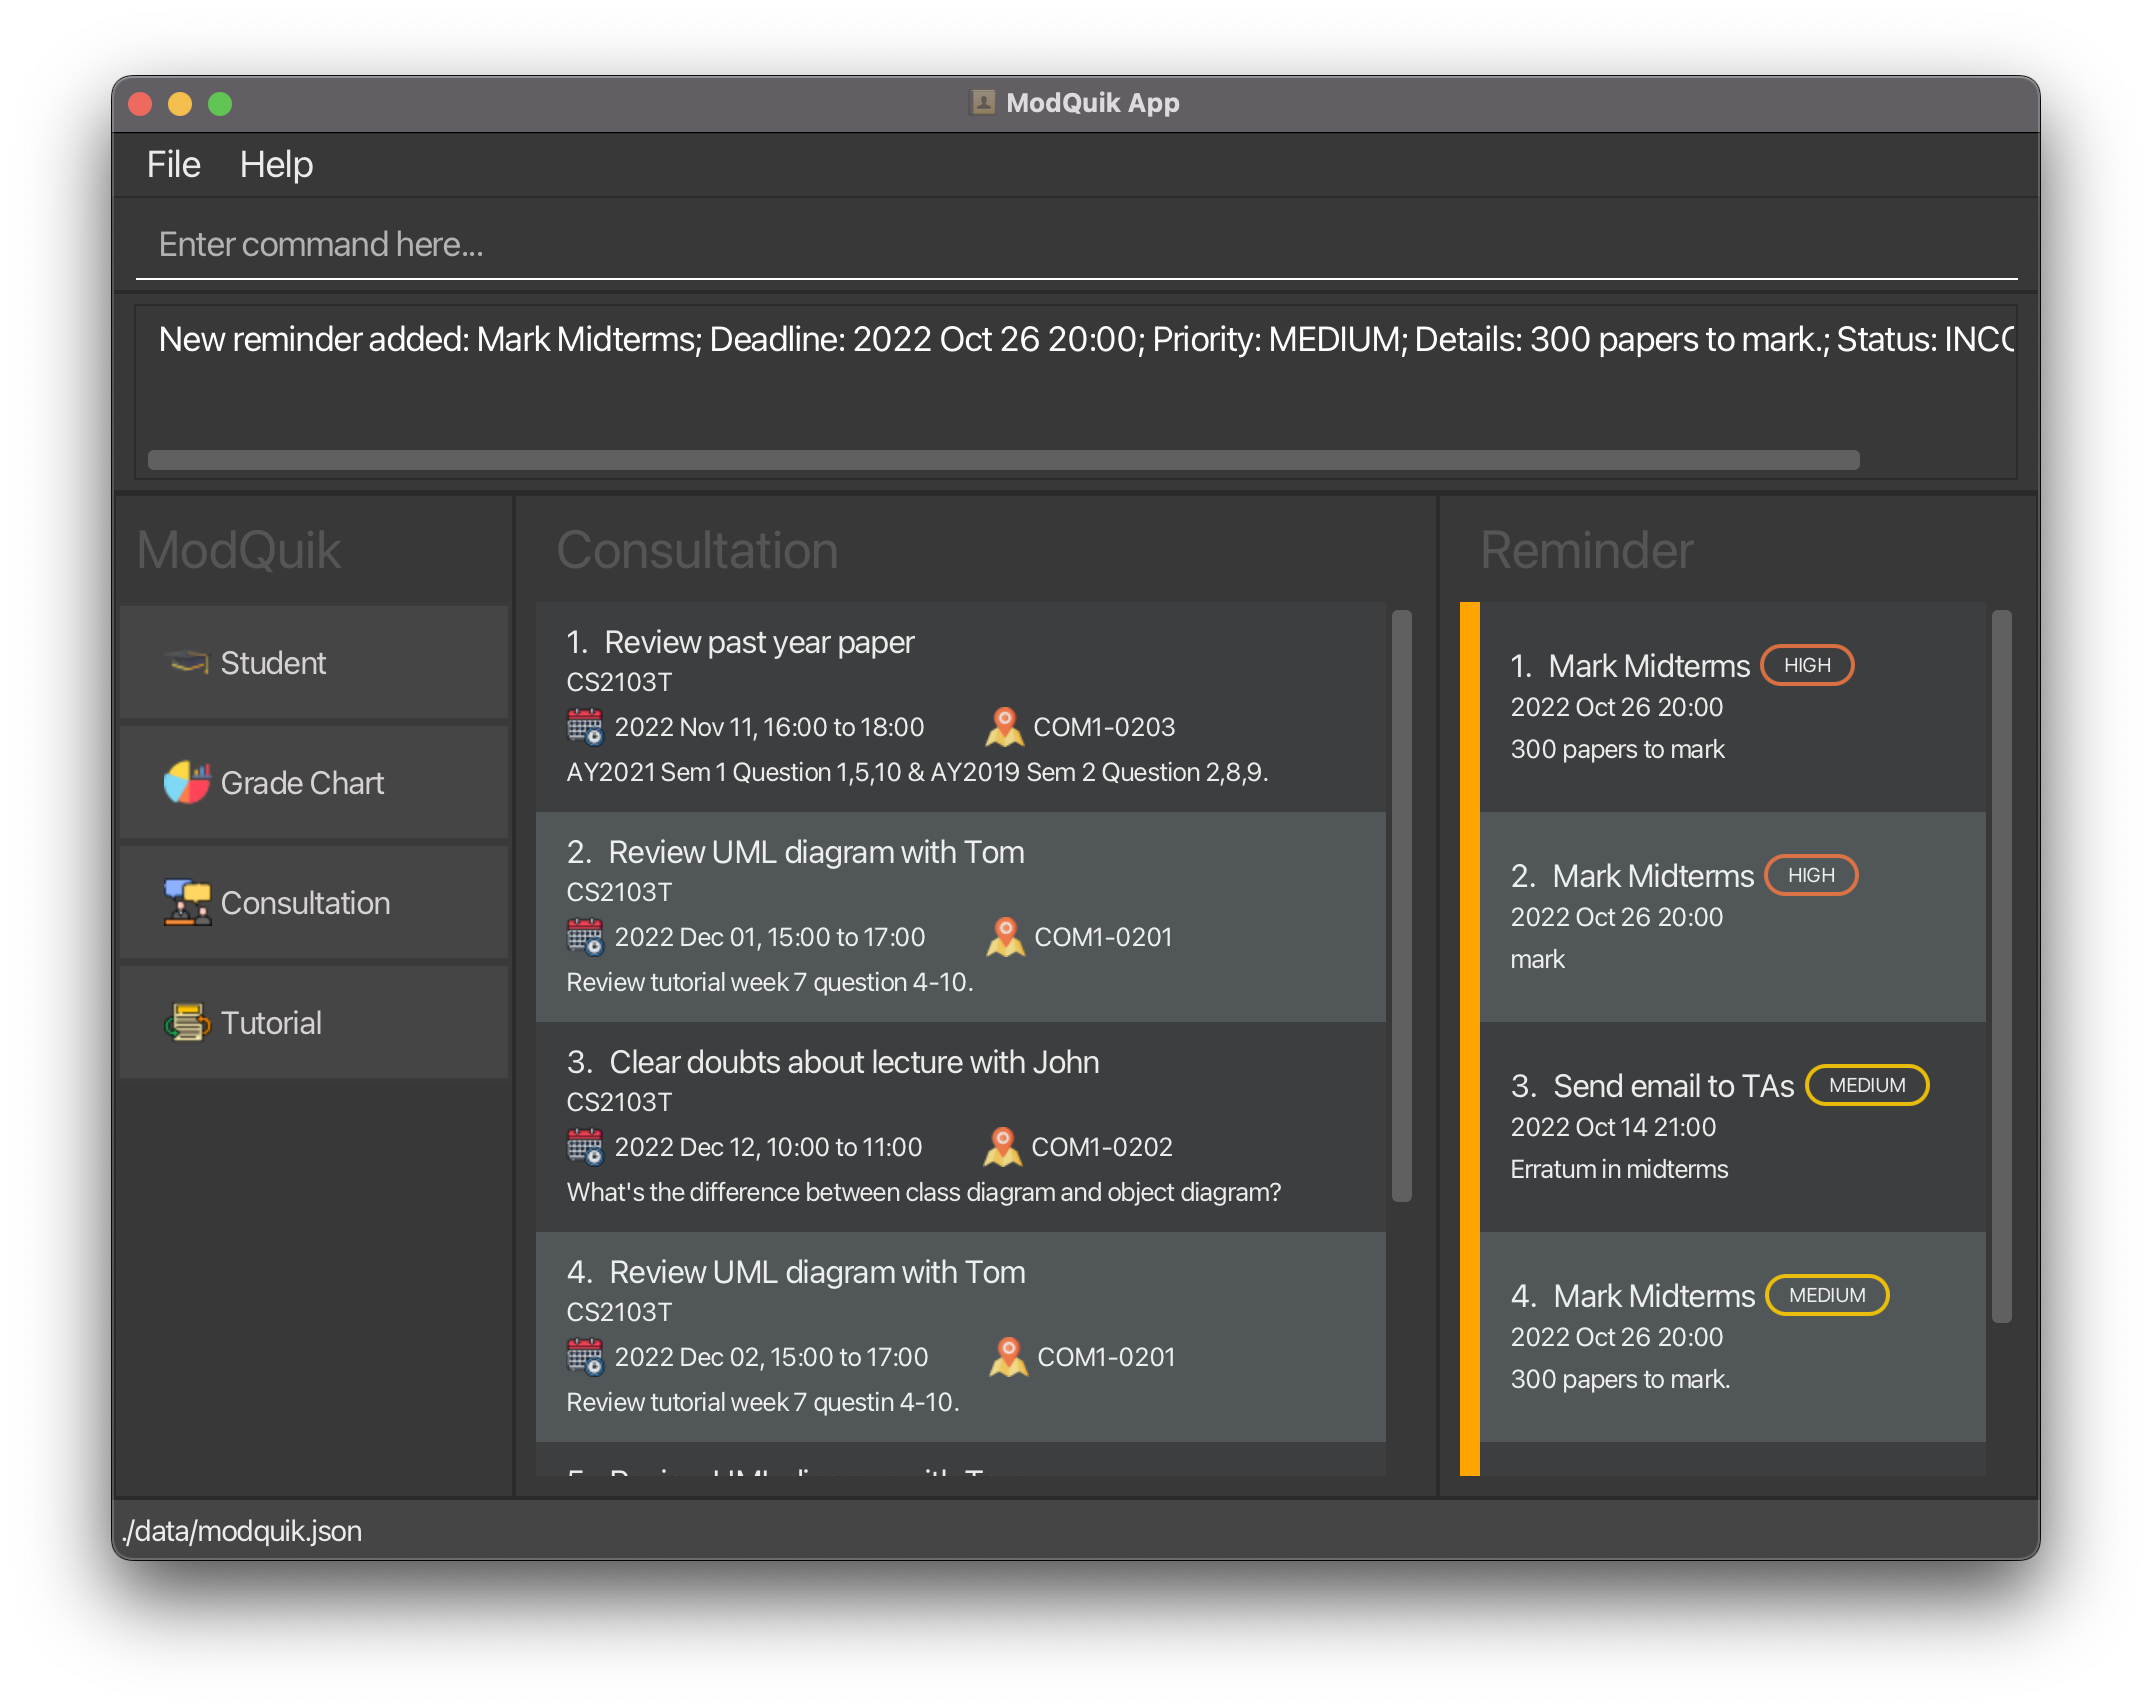 ModQuik App
File Help
Enter command here...
New reminder added: Mark Midterms; Deadline: 2022 Oct 26 20:00; Priority: MEDIUM; Details: 300 papers to mark.; Status: INCO
ModQuik
Student
Grade Chart
Consultation
Tutorial
Consultation
1. Review past year paper
CS2103T
2022 Nov 11, 16:00 to 18:00 COM1-0203
AY2021 Sem 1 Question 1,5,10 & AY2019 Sem 2 Question 2,8,9.
2. Review UML diagram with Tom
CS2103T
2022 Dec 01, 15:00 to 17:00 COM1-0201
Review tutorial week 7 question 4-10.
3. Clear doubts about lecture with John
CS2103T
2022 Dec 12, 10:00 to 11:00 COM1-0202
What's the difference between class diagram and object diagram?
4. Review UML diagram with Tom
CS2103T
2022 Dec 02, 15:00 to 17:00 COM1-0201
Review tutorial week 7 questin 4-10.
Reminder
1. Mark Midterms HIGH
2022 Oct 26 20:00
300 papers to mark
2. Mark Midterms HIGH
2022 Oct 26 20:00
mark
3. Send email to TAs MEDIUM
2022 Oct 14 21:00
Erratum in midterms
4. Mark Midterms MEDIUM
2022 Oct 26 20:00
300 papers to mark.
./data/modquik.json